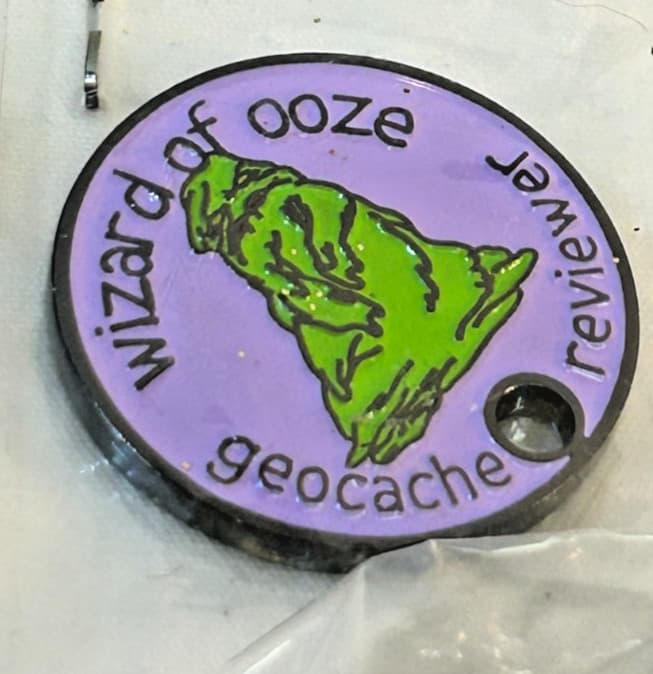 wizard of ooze
geocache
reviewer